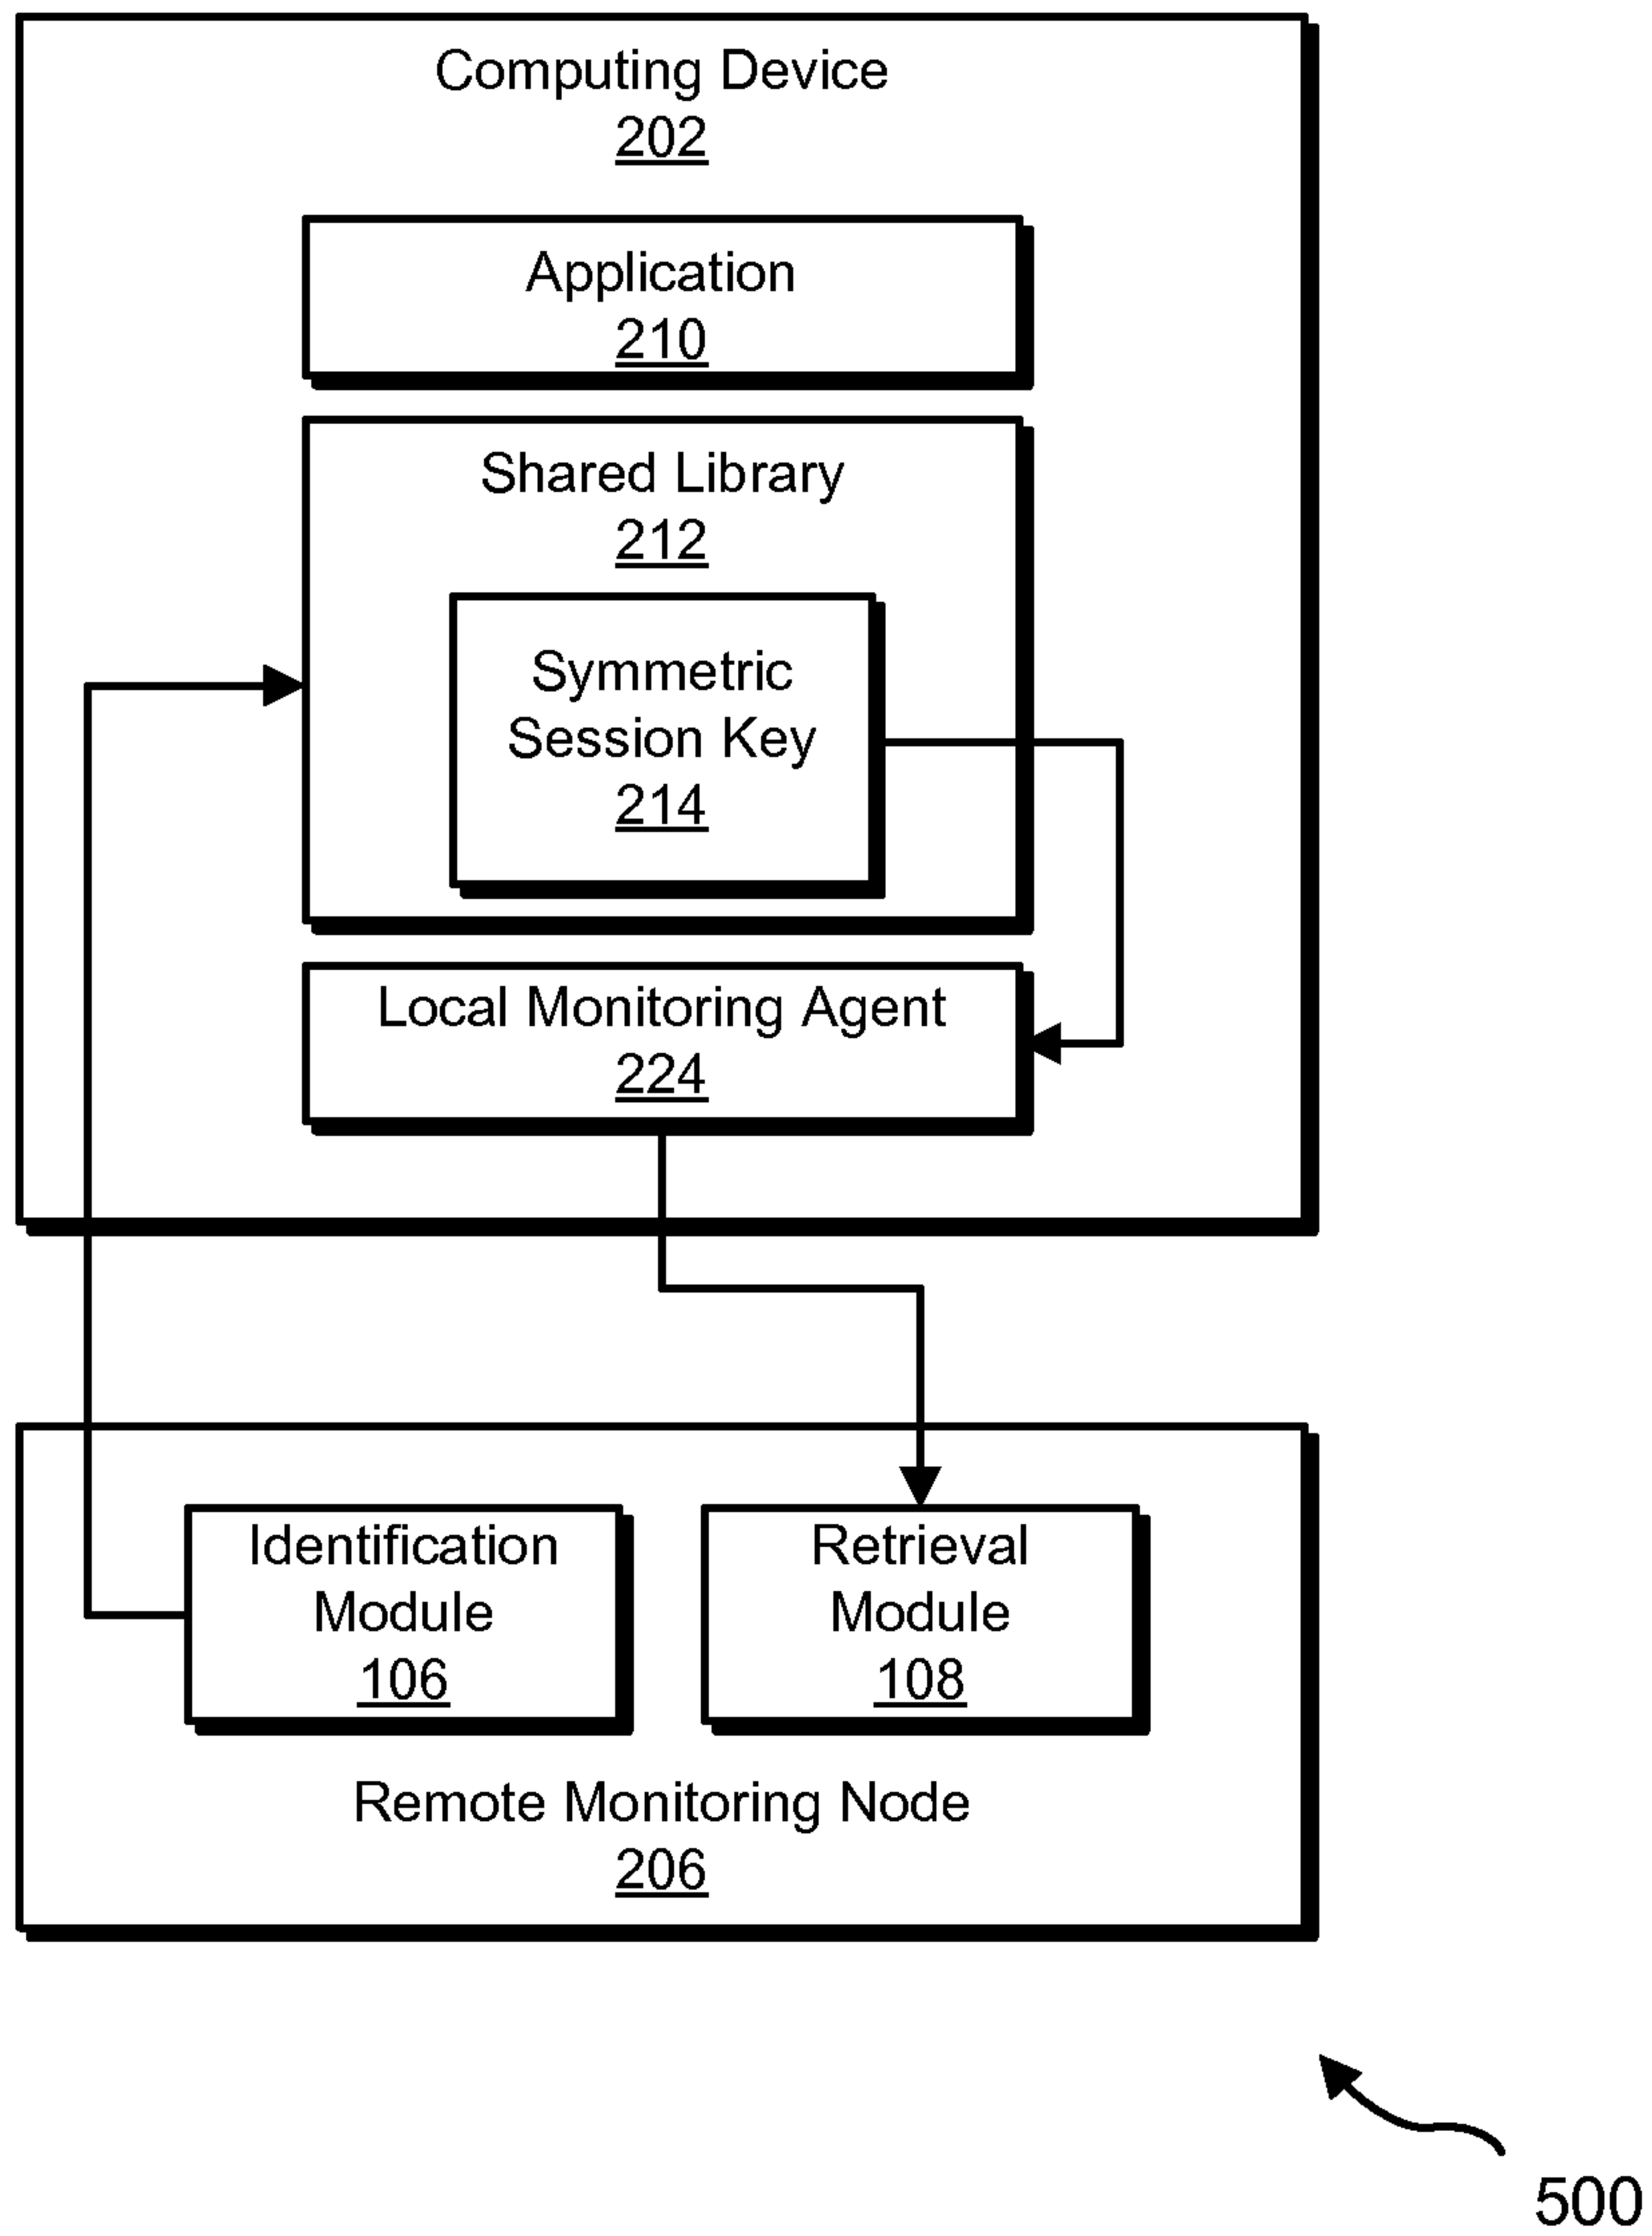 Computing Device
202
Application
210
Shared Library
212
Symmetric
Session Key
214
Local Monitoring Agent
224
Identification
Module
106
Retrieval
Module
108
Remote Monitoring Node
206
500